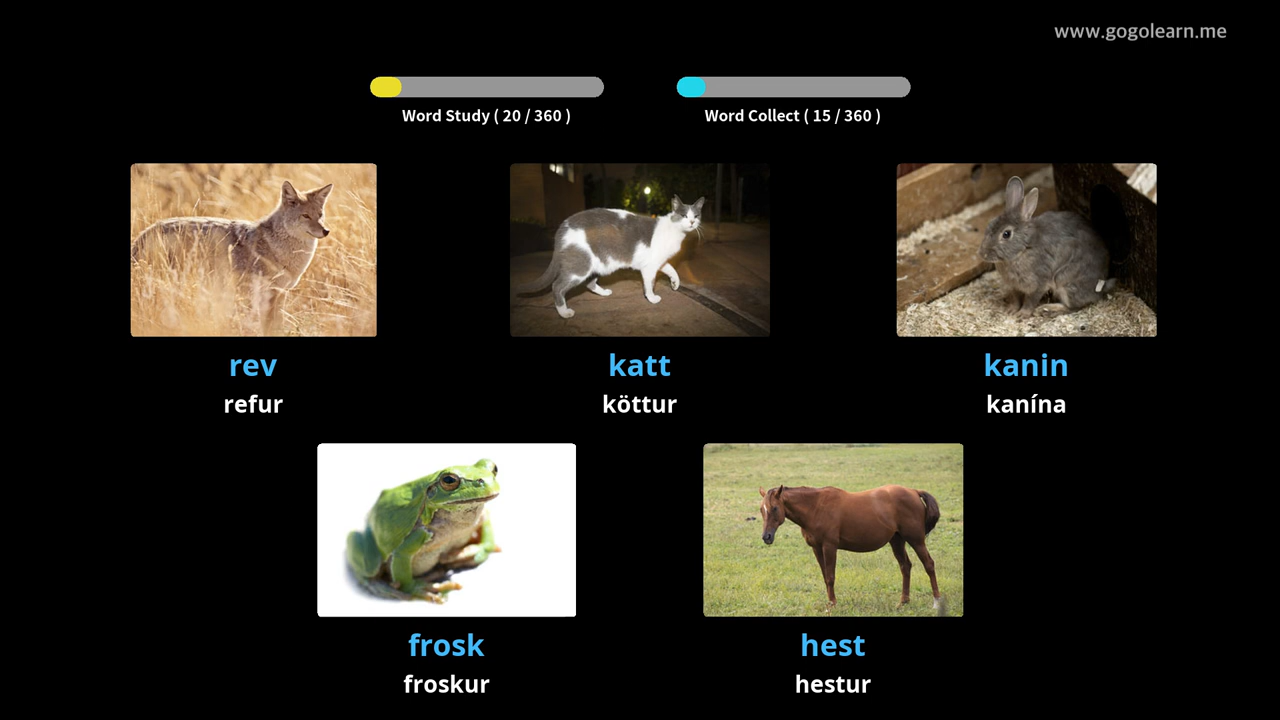 www.gogolearn.me
Word Study ( 20 / 360 )
Word Collect ( 15 / 360 )
rev
refur
katt
köttur
kanin
kanína
frosk
froskur
hest
hestur